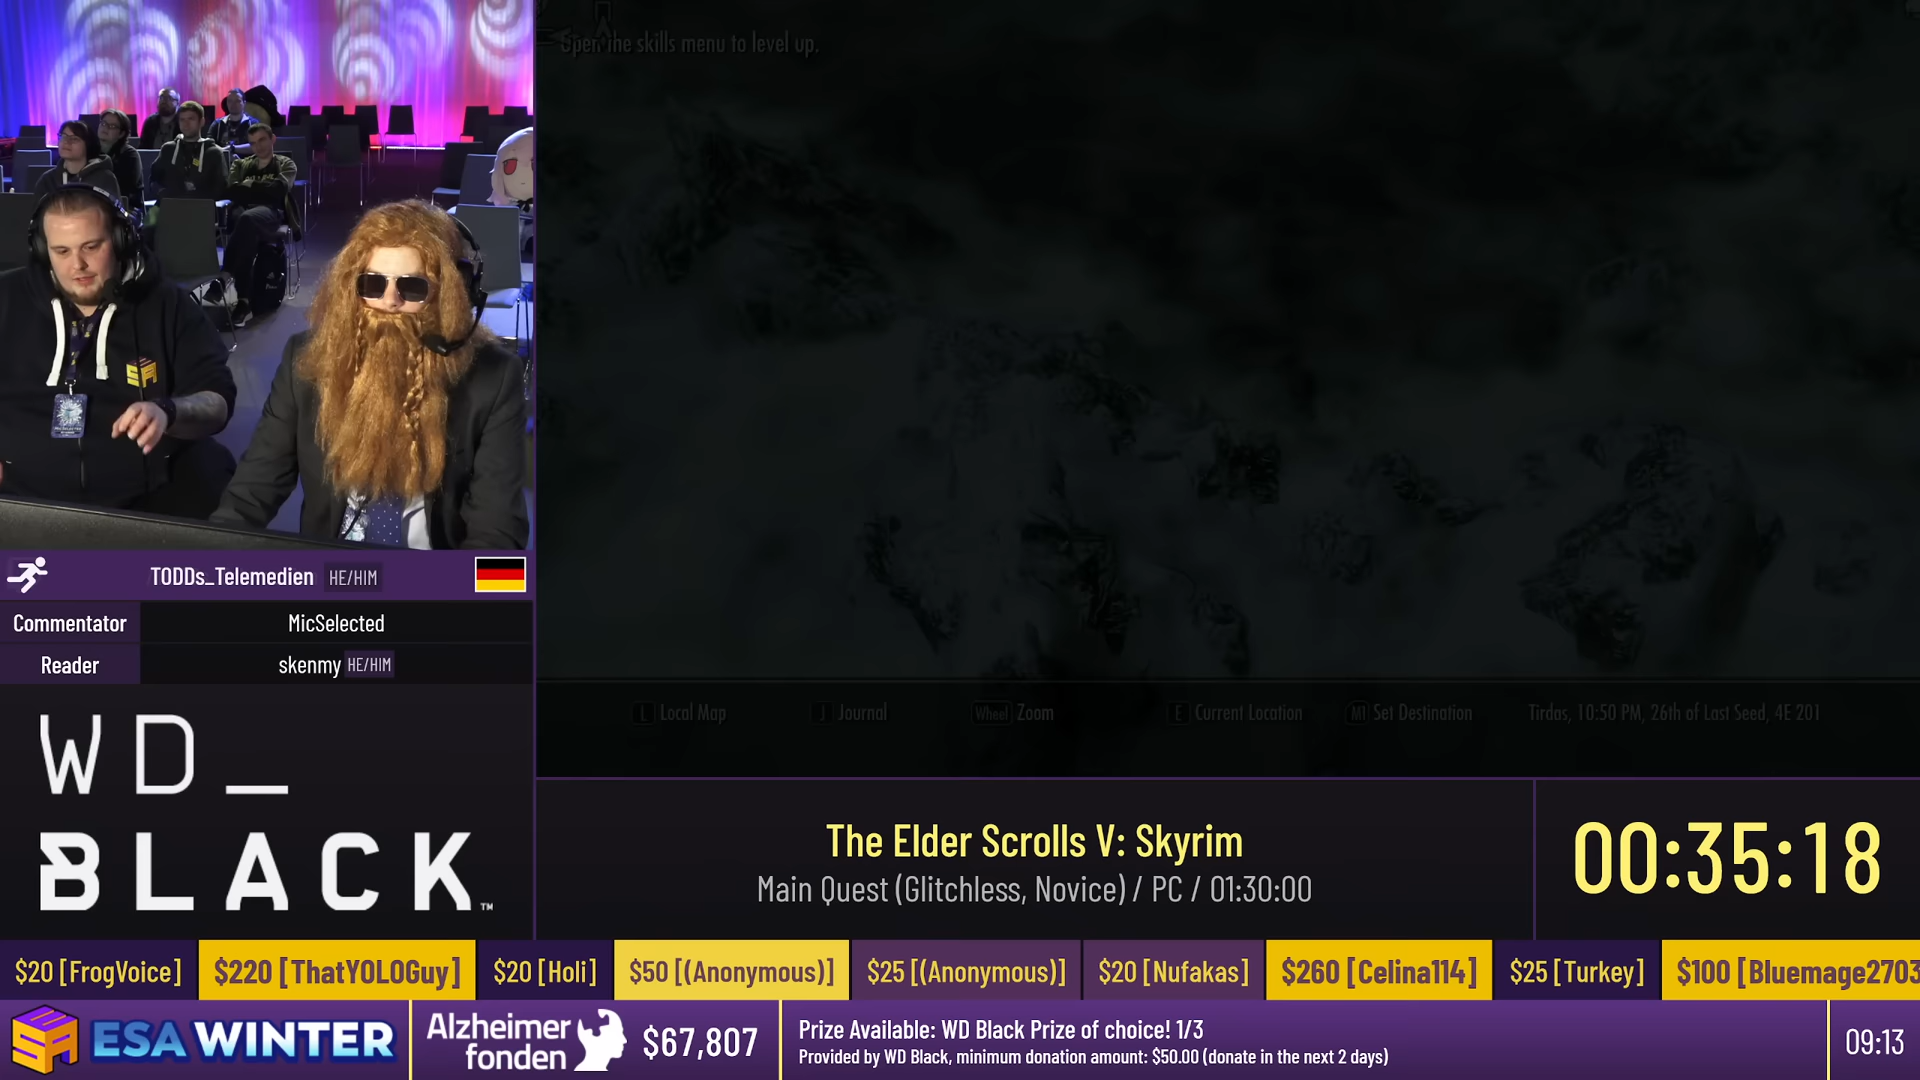 Open the skills menu to level up.
L Local Map
J Journal
Wheel Zoom
E Current Location
M1 Set Destination
Tirdas, 10:50 PM, 26th of Last Seed, 4E 201
TODDs_Telemedien HE/HIM
Commentator MicSelected
Reader skenmy HE/HIM
WD_
BLACK™
The Elder Scrolls V: Skyrim
Main Quest (Glitchless, Novice) / PC / 01:30:00
00:35:18
$20 [FrogVoice]
$220 [ThatYOLOGuy]
$20 [Holi]
$50 [(Anonymous)]
$25 [(Anonymous)]
$20 [Nufakas]
$260 [Celina114]
$25 [Turkey]
$100 [Bluemage2703
ESA WINTER
Alzheimer
fonden
$67,807
Prize Available: WD Black Prize of choice! 1/3
Provided by WD Black, minimum donation amount: $50.00 (donate in the next 2 days)
09:13